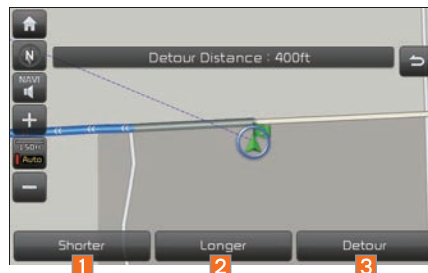 N
Detour Distance : 400ft
NAVI
+
150ft
Auto
Shorter
Longer
Detour
1
2
3